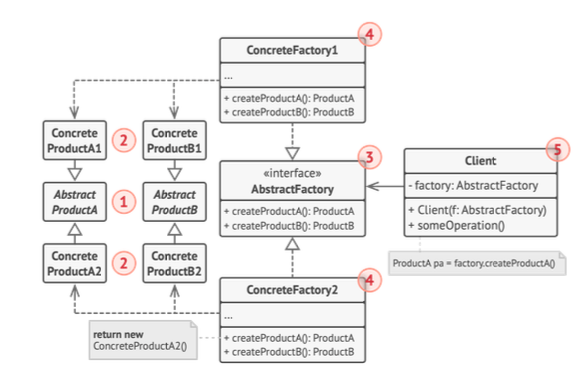 4
ConcreteFactory1
...
+ createProductA(): ProductA
+ createProductB(): ProductB
Concrete
ProductA1
2
Concrete
ProductB1
3
«interface»
AbstractFactory
+ createProductA(): ProductA
+ createProductB(): ProductB
5
Client
- factory: AbstractFactory
+ Client(f: AbstractFactory)
+ someOperation()
Abstract
ProductA
1
Abstract
ProductB
Concrete
ProductA2
2
Concrete
ProductB2
ProductA pa = factory.createProductA()
4
ConcreteFactory2
...
+ createProductA(): ProductA
+ createProductB(): ProductB
return new
ConcreteProductA2()